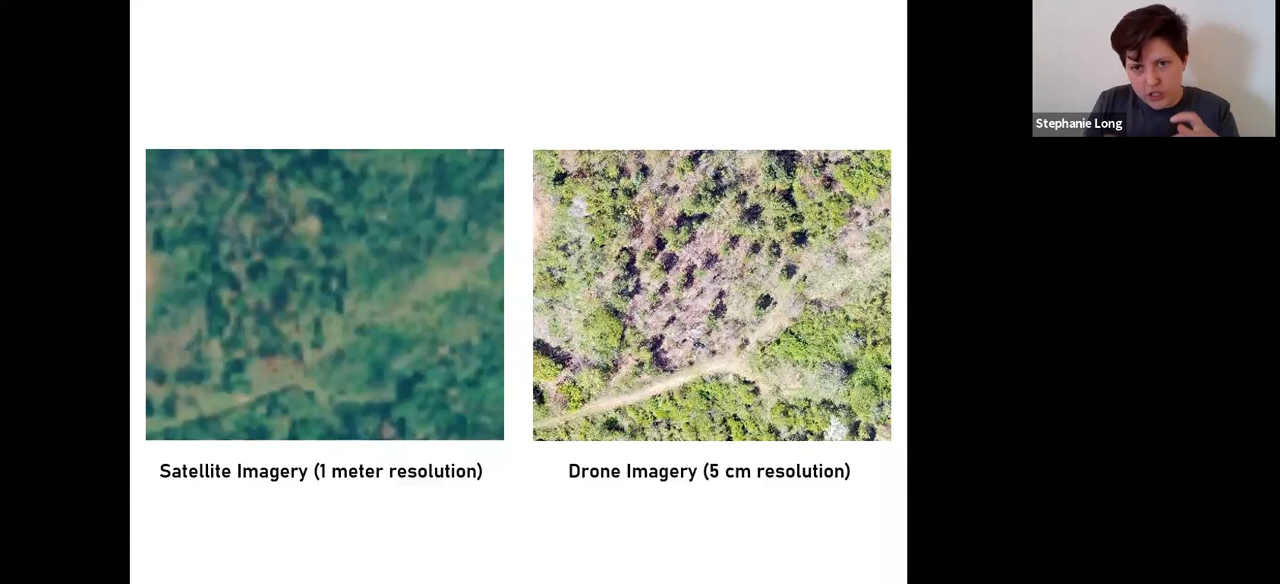 Stephanie Long
Satellite Imagery (1 meter resolution)
Drone Imagery (5 cm resolution)